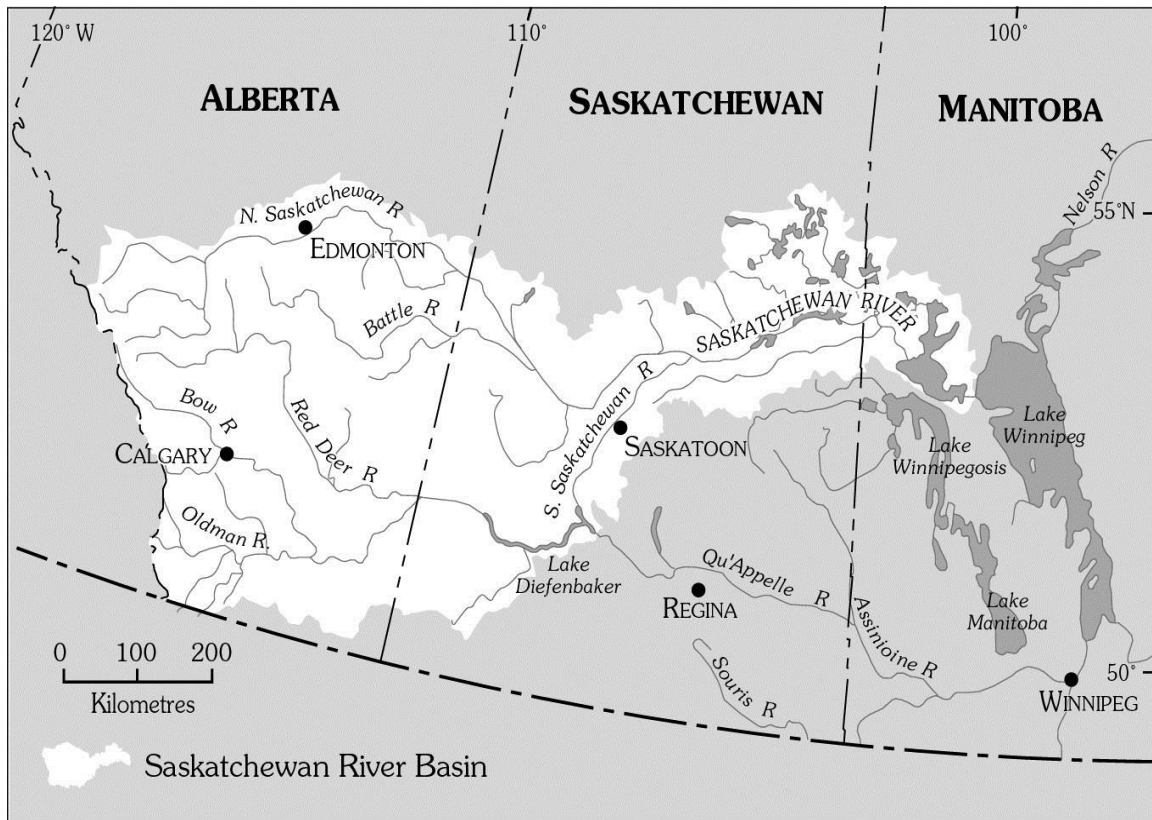 120° W
110°
100°
ALBERTA
SASKATCHEWAN
MANITOBA
Nelson R
55°N
N. Saskatchewan R
EDMONTON
Battle R
SASKATCHEWAN RIVER
Bow R
Red Deer R
S. Saskatchewan R
CALGARY
SASKATOON
Lake
Winnipegosis
Lake
Winnipeg
Oldman R.
Lake
Diefenbaker
Qu'Appelle R
REGINA
Assinioine R
Lake
Manitoba
Souris R
50°
WINNIPEG
0 100 200
Kilometres
Saskatchewan River Basin